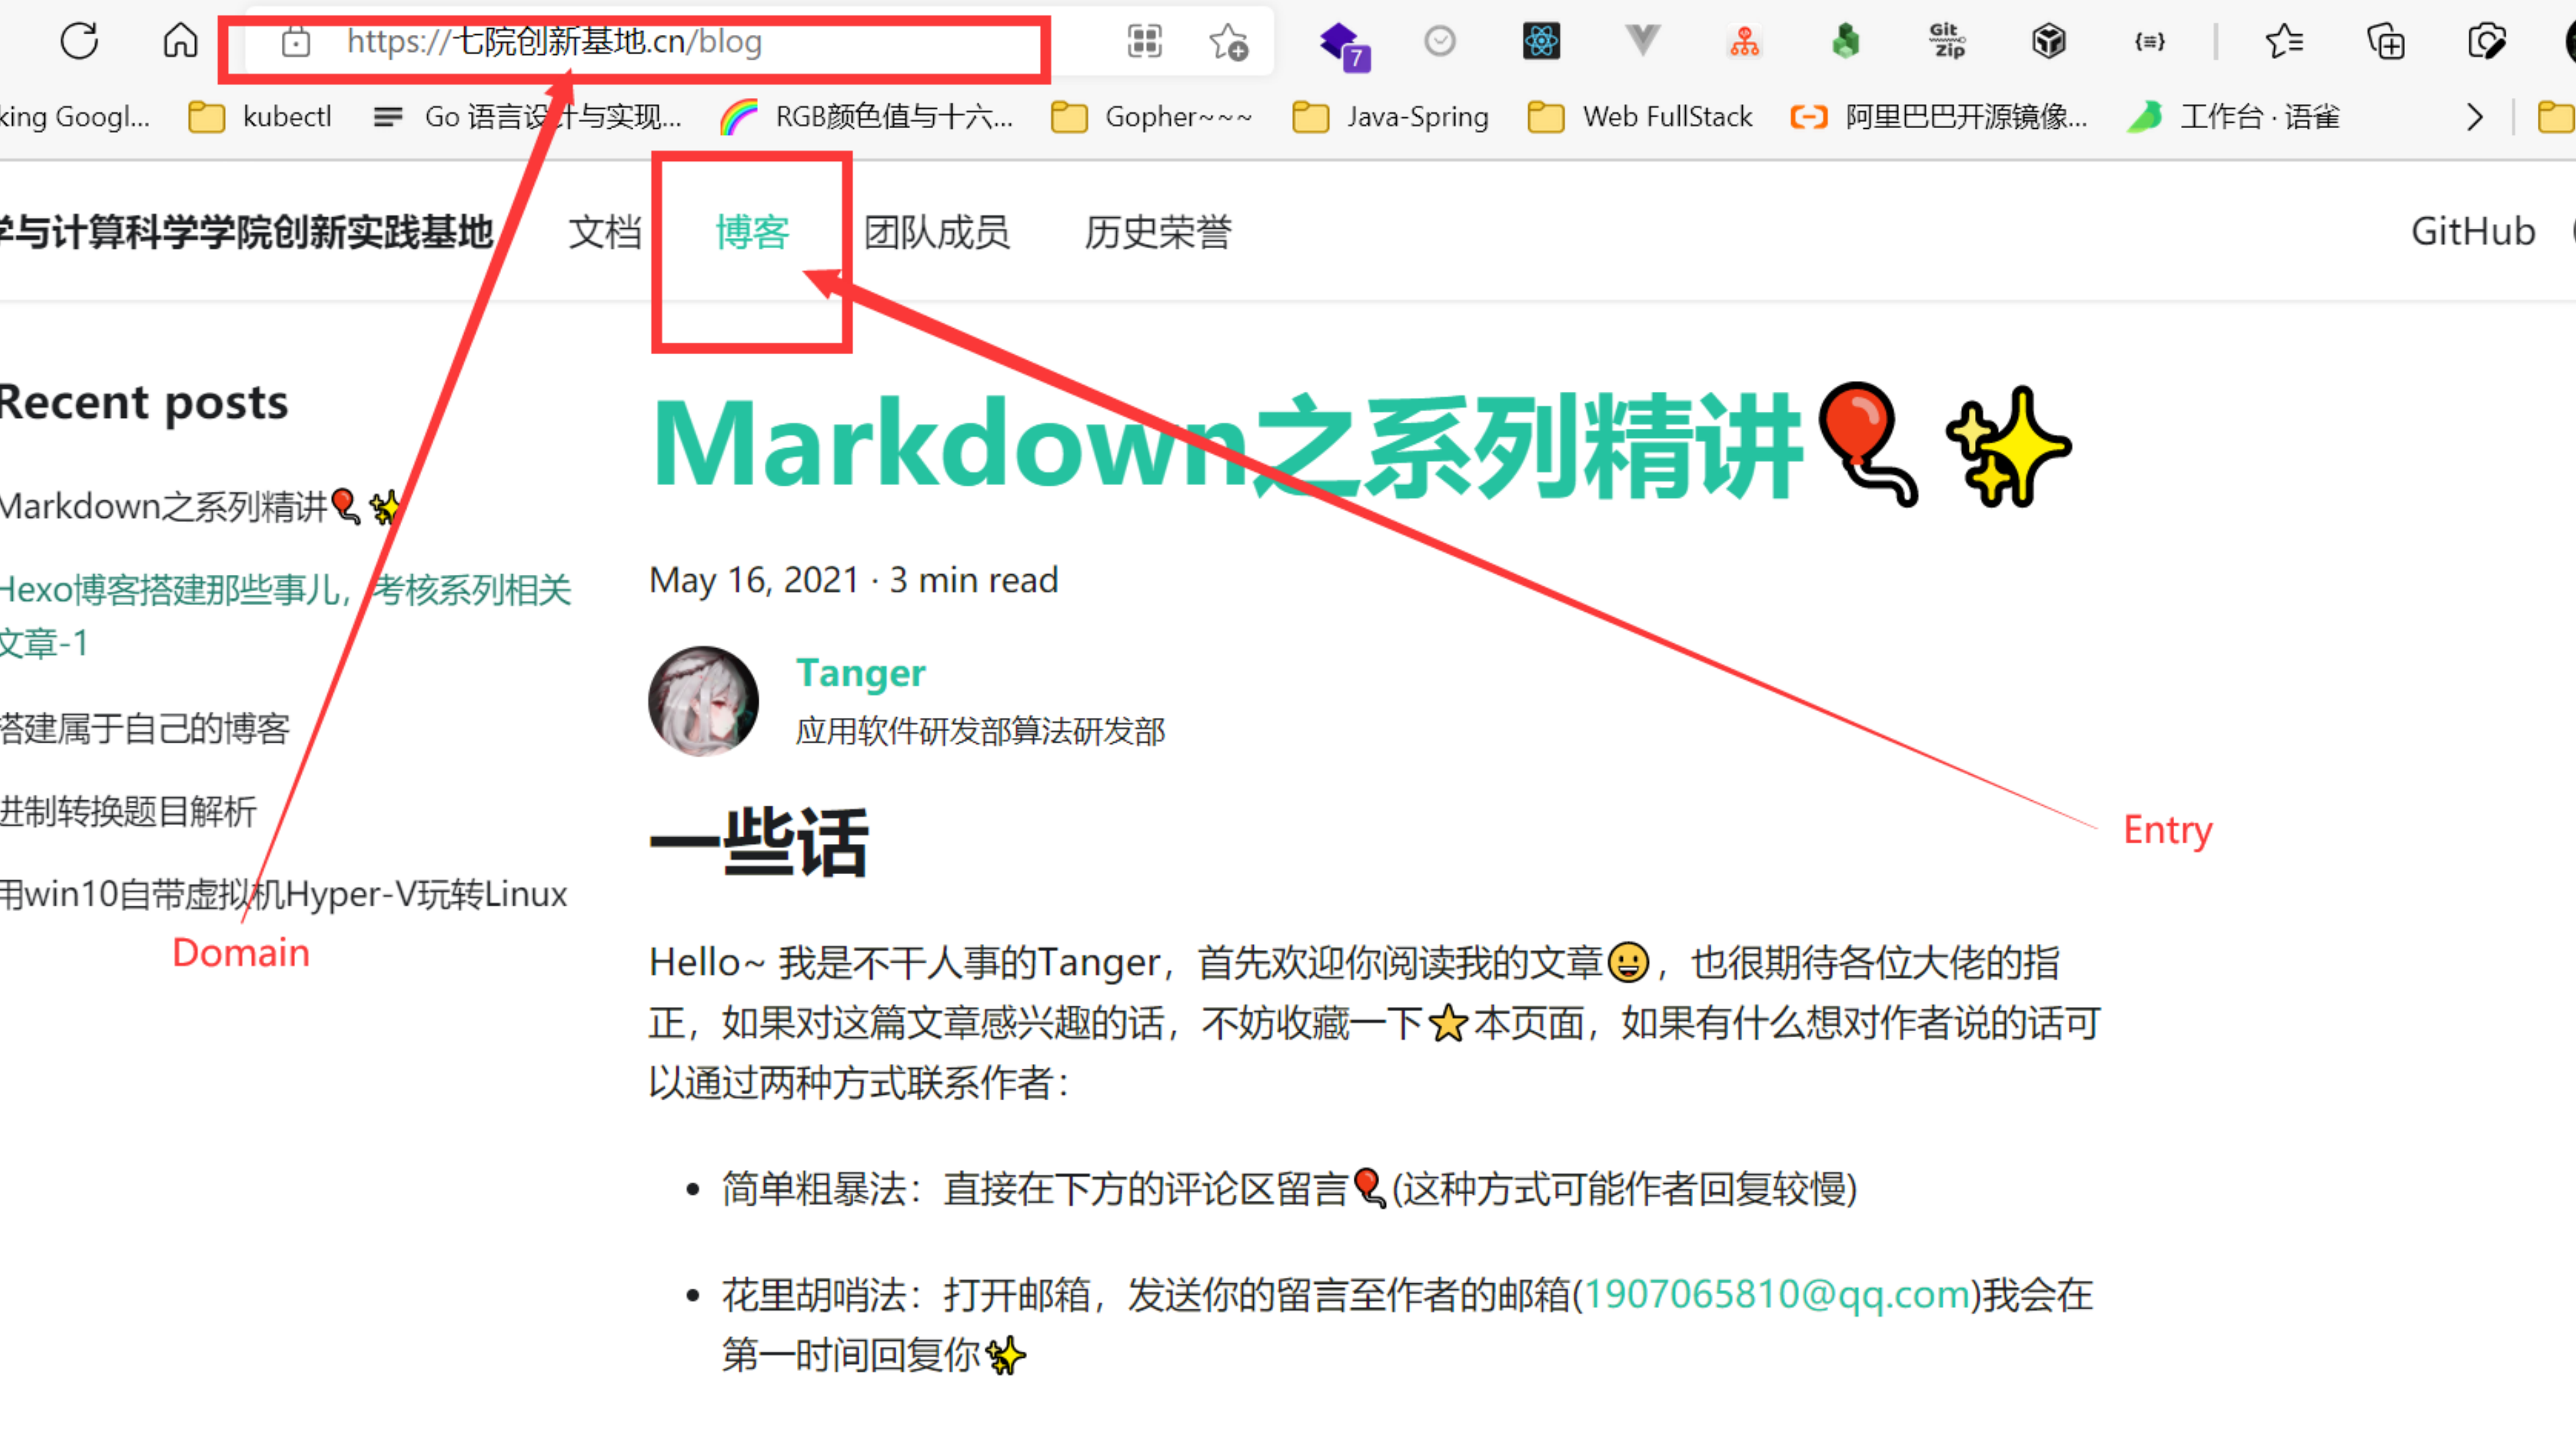 https://七院创新基地.cn/blog
7
Git
Zip
king Googl...
kubectl
Go 语言设计与实现...
RGB颜色值与十六...
Gopher~~~
Java-Spring
Web FullStack
阿里巴巴开源镜像...
工作台 · 语雀
学与计算科学学院创新实践基地
文档
博客
团队成员
历史荣誉
GitHub
Recent posts
Markdown之系列精讲🎈✨
Hexo博客搭建那些事儿，考核系列相关
文章-1
搭建属于自己的博客
进制转换题目解析
用win10自带虚拟机Hyper-V玩转Linux
Domain
Markdown之系列精讲🎈✨
May 16, 2021 · 3 min read
Tanger
应用软件研发部算法研发部
Entry
一些话
Hello~ 我是不干人事的Tanger，首先欢迎你阅读我的文章😀，也很期待各位大佬的指
正，如果对这篇文章感兴趣的话，不妨收藏一下⭐本页面，如果有什么想对作者说的话可
以通过两种方式联系作者：
• 简单粗暴法：直接在下方的评论区留言🎈(这种方式可能作者回复较慢)
• 花里胡哨法：打开邮箱，发送你的留言至作者的邮箱(1907065810@qq.com)我会在
第一时间回复你✨